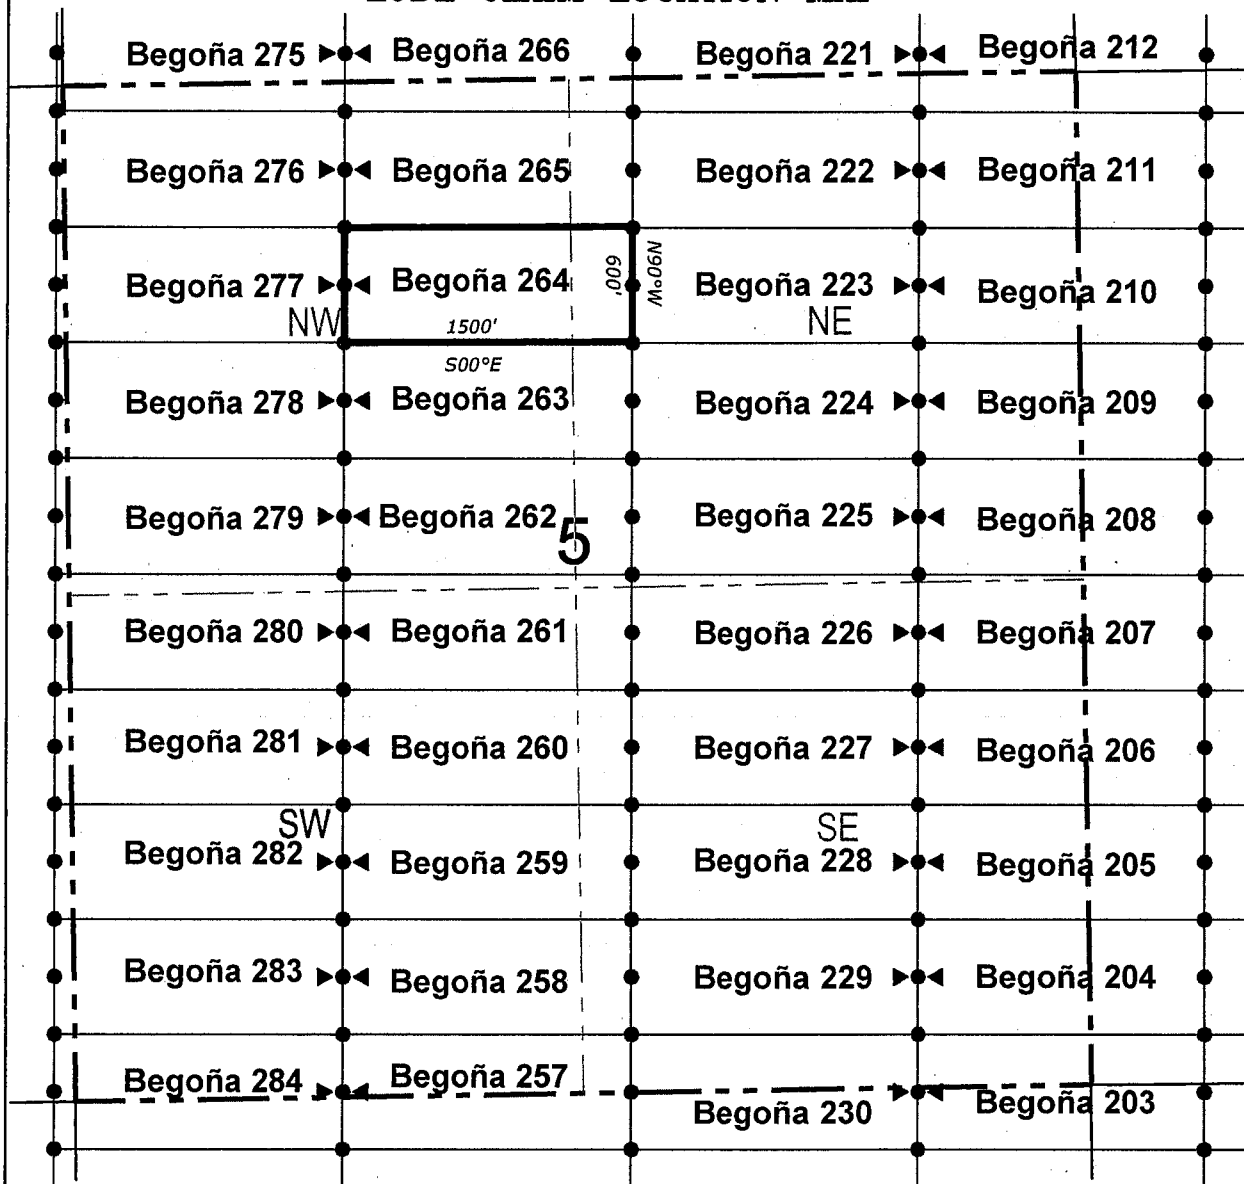 Begoña 275 Begoña 266 Begoña 221 Begoña 212
Begoña 276 Begoña 265 Begoña 222 Begoña 211
Begoña 277 Begoña 264 600' N90°W Begoña 223 Begoña 210
NW 1500' NE
S00°E
Begoña 278 Begoña 263 Begoña 224 Begoña 209
Begoña 279 Begoña 262 Begoña 225 Begoña 208
5
Begoña 280 Begoña 261 Begoña 226 Begoña 207
Begoña 281 Begoña 260 Begoña 227 Begoña 206
SW SE
Begoña 282 Begoña 259 Begoña 228 Begoña 205
Begoña 283 Begoña 258 Begoña 229 Begoña 204
Begoña 284 Begoña 257 Begoña 230 Begoña 203